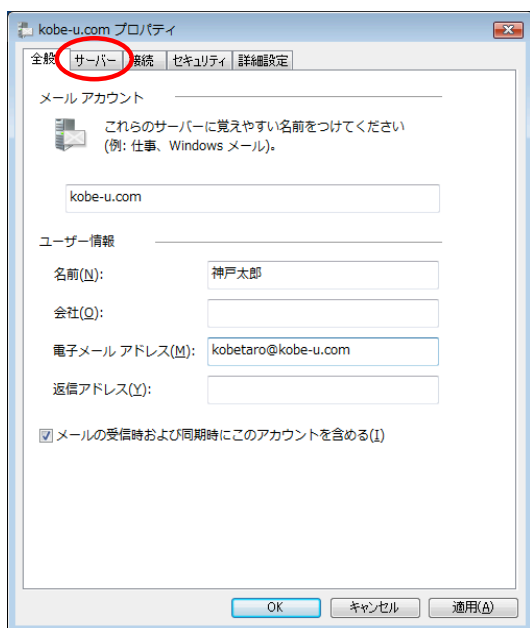 kobe-u.com プロパティ
全般 サーバー 接続 セキュリティ 詳細設定
メール アカウント
これらのサーバーに覚えやすい名前をつけてください
(例: 仕事、Windows メール)。
kobe-u.com
ユーザー情報
名前(N): 神戸太郎
会社(O):
電子メール アドレス(M): kobetaro@kobe-u.com
返信アドレス(Y):
メールの受信時および同期時にこのアカウントを含める(I)
OK キャンセル 適用(A)